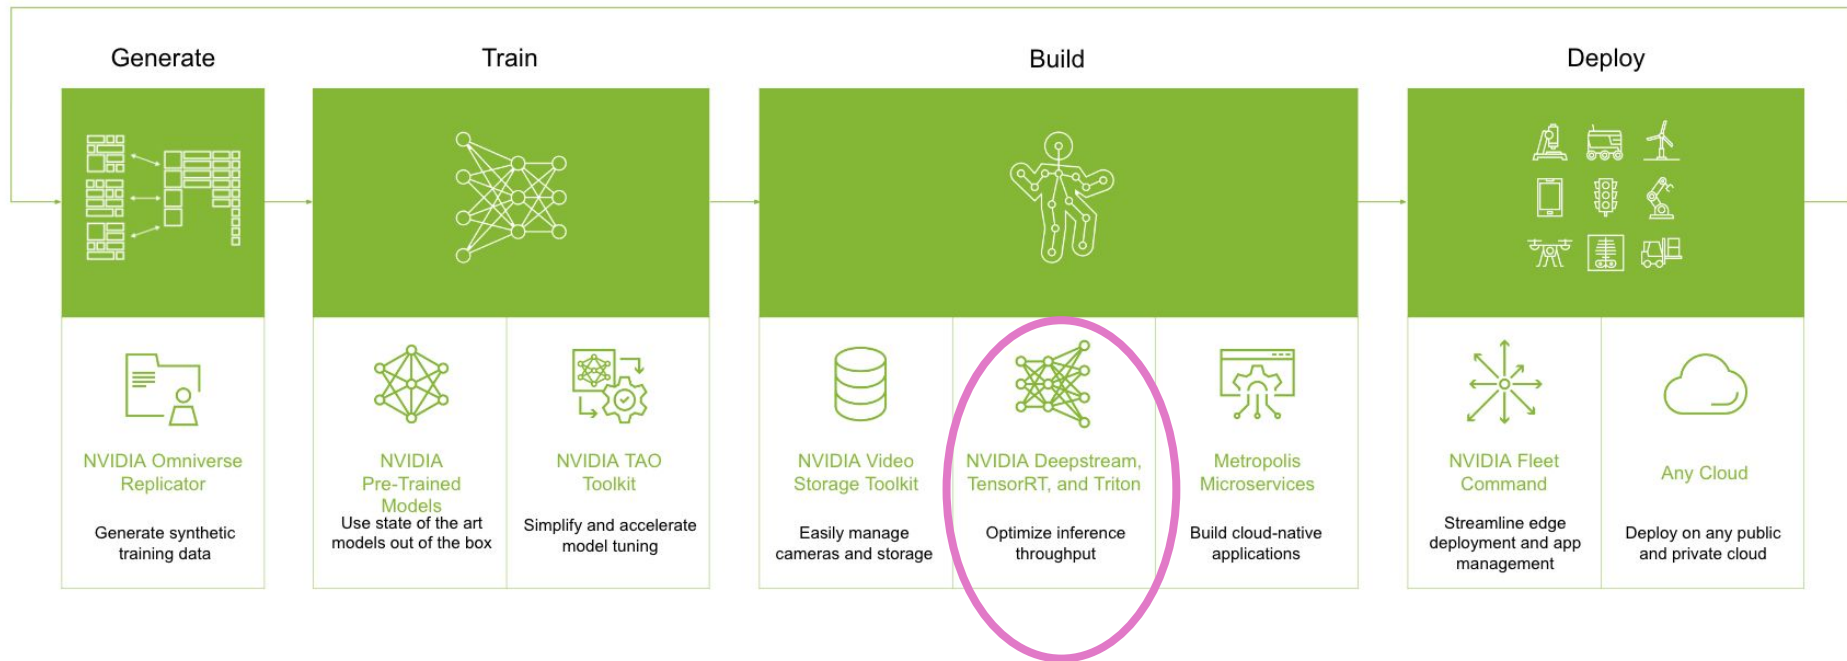 Generate
Train
Build
Deploy
NVIDIA Omniverse
Replicator
Generate synthetic
training data
NVIDIA
Pre-Trained
Models
Use state of the art
models out of the box
NVIDIA TAO
Toolkit
Simplify and accelerate
model tuning
NVIDIA Video
Storage Toolkit
Easily manage
cameras and storage
NVIDIA Deepstream,
TensorRT, and Triton
Optimize inference
throughput
Metropolis
Microservices
Build cloud-native
applications
NVIDIA Fleet
Command
Streamline edge
deployment and app
management
Any Cloud
Deploy on any public
and private cloud